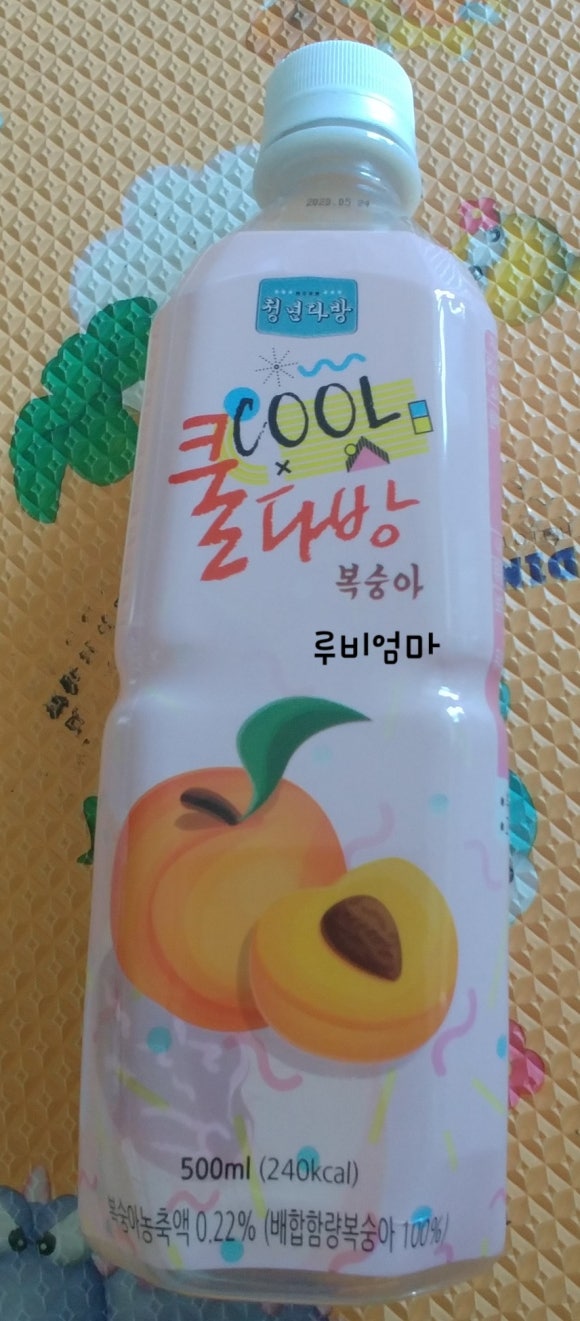 2020.05 24
청년다방
COOL
쿨다방
복숭아
루비엄마
500ml (240kcal)
복숭아농축액 0.22% (배합함량복숭아 100%)